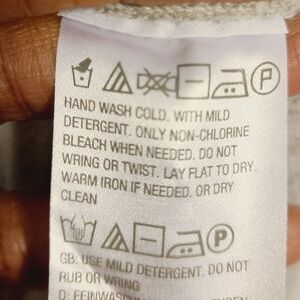 P
HAND WASH COLD. WITH MILD
DETERGENT. ONLY NON-CHLORINE
BLEACH WHEN NEEDED. DO NOT
WRING OR TWIST. LAY FLAT TO DRY.
WARM IRON IF NEEDED. OR DRY
CLEAN
P
GB: USE MILD DETERGENT. DO NOT
RUB OR WRING